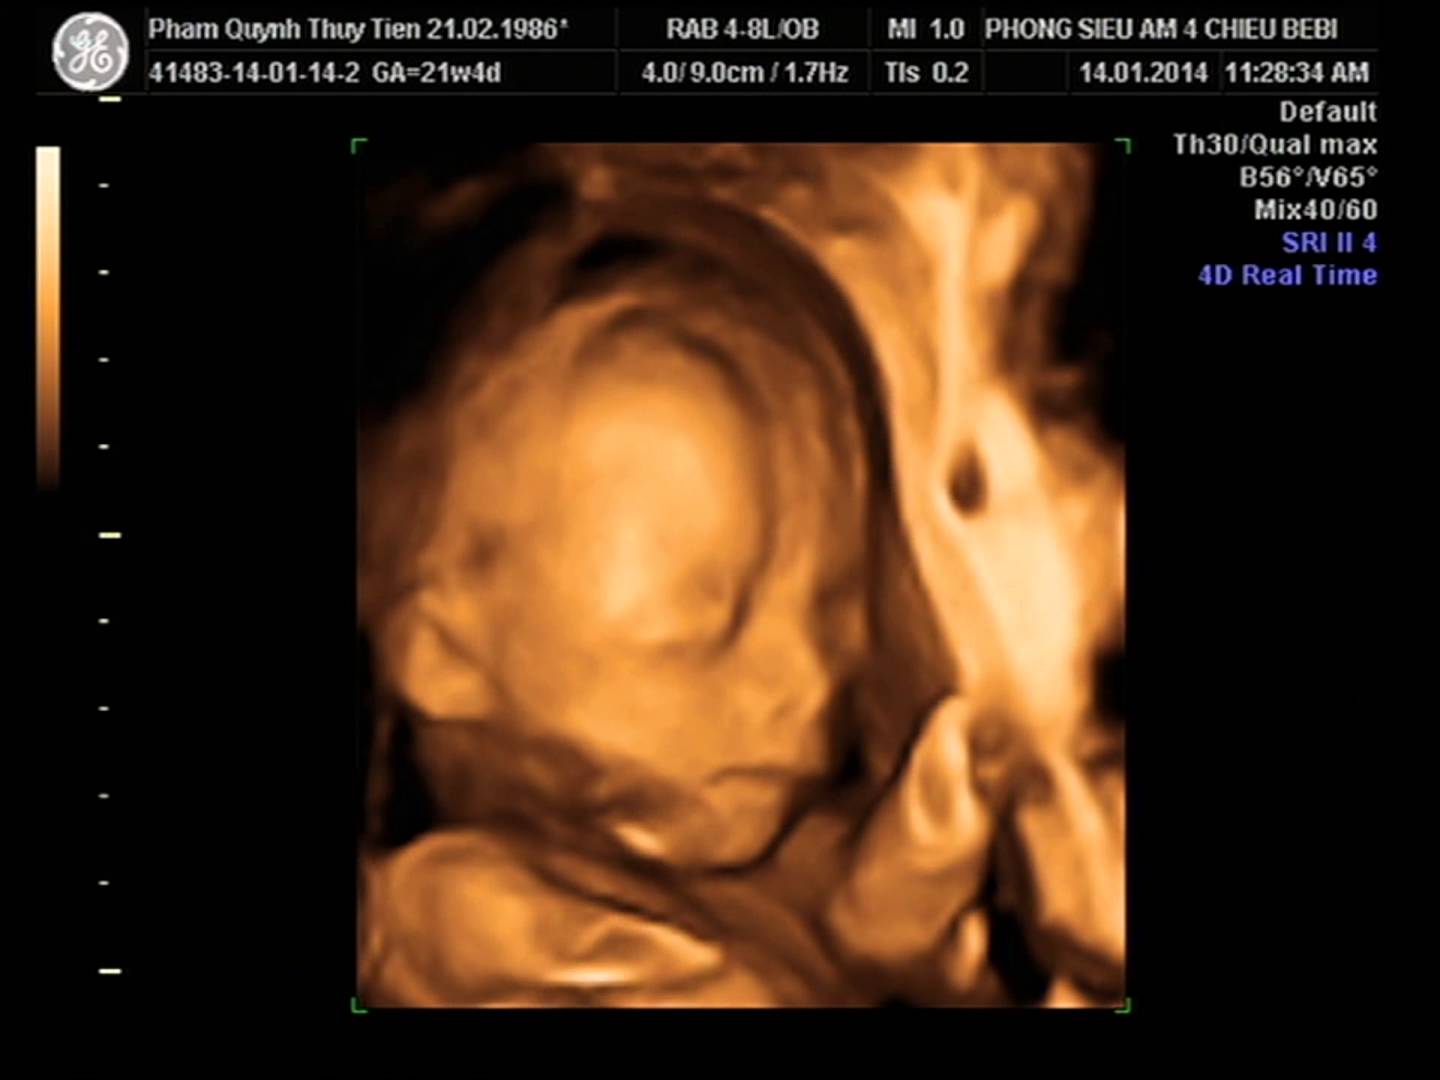 Pham Quynh Thuy Tien 21.02.1986* RAB 4-8L/OB MI 1.0 PHONG SIEU AM 4 CHIEU BEBI
41483-14-01-14-2 GA=21w4d 4.0/9.0cm/1.7Hz TIs 0.2 14.01.2014 11:28:34 AM
Default
Th30/Qual max
B56°/V65°
Mix40/60
SRI II 4
4D Real Time